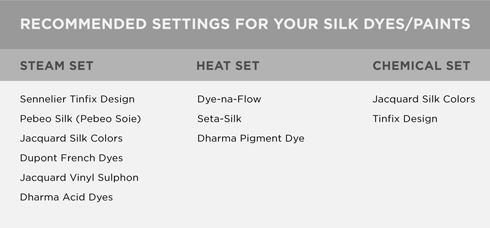 RECOMMENDED SETTINGS FOR YOUR SILK DYES/PAINTS
STEAM SET
Sennelier Tinfix Design
Pebeo Silk (Pebeo Soie)
Jacquard Silk Colors
Dupont French Dyes
Jacquard Vinyl Sulphon
Dharma Acid Dyes
HEAT SET
Dye-na-Flow
Seta-Silk
Dharma Pigment Dye
CHEMICAL SET
Jacquard Silk Colors
Tinfix Design